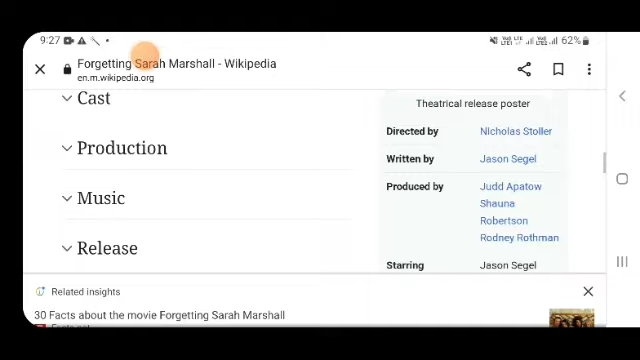 9:27
62%
Forgetting Sarah Marshall - Wikipedia
en.m.wikipedia.org
Cast
Production
Music
Release
Theatrical release poster
Directed by Nicholas Stoller
Written by Jason Segel
Produced by Judd Apatow
Shauna
Robertson
Rodney Rothman
Starring Jason Segel
Related insights
30 Facts about the movie Forgetting Sarah Marshall